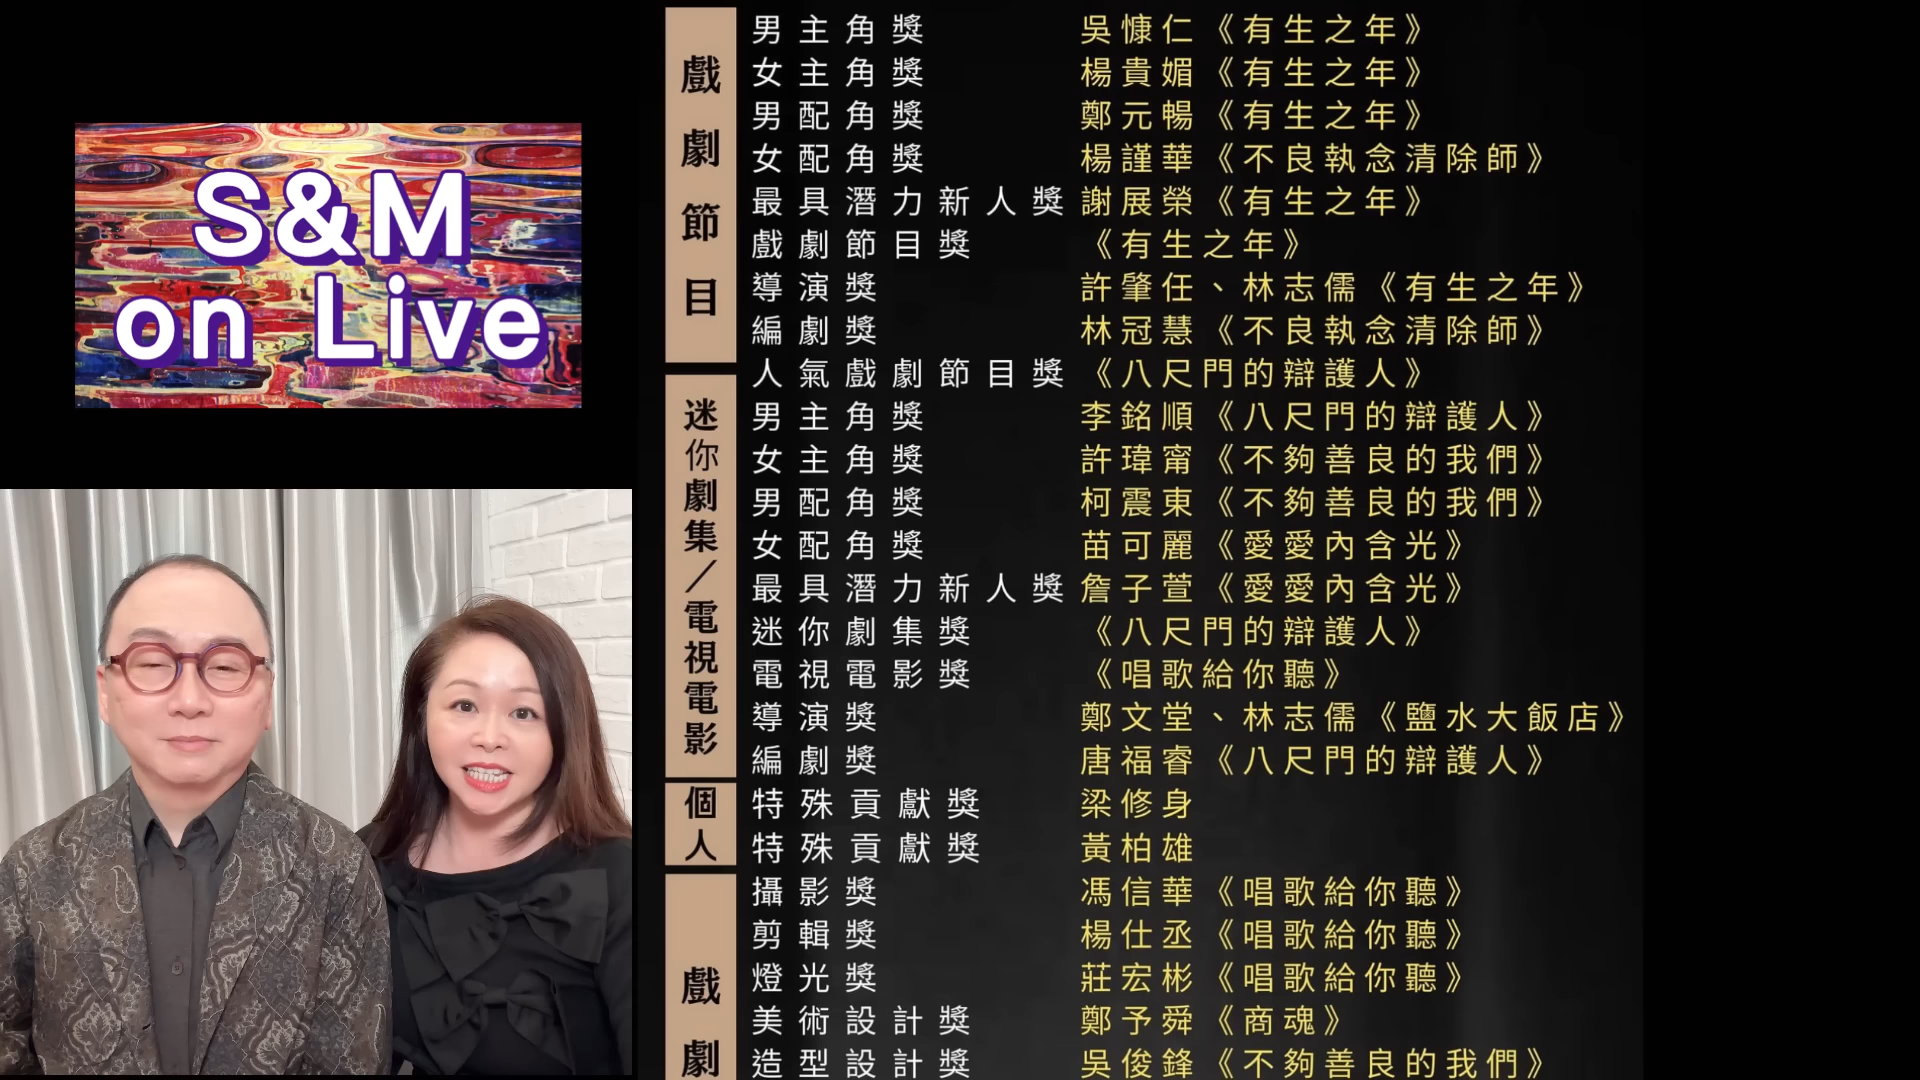 S&M
on Live
戲劇節目
男主角獎 吳慷仁《有生之年》
女主角獎 楊貴媚《有生之年》
男配角獎 鄭元暢《有生之年》
女配角獎 楊謹華《不良執念清除師》
最具潛力新人獎 謝展榮《有生之年》
戲劇節目獎 《有生之年》
導演獎 許肇任、林志儒《有生之年》
編劇獎 林冠慧《不良執念清除師》
人氣戲劇節目獎 《八尺門的辯護人》
迷你劇集／電視電影
男主角獎 李銘順《八尺門的辯護人》
女主角獎 許瑋甯《不夠善良的我們》
男配角獎 柯震東《不夠善良的我們》
女配角獎 苗可麗《愛愛內含光》
最具潛力新人獎 詹子萱《愛愛內含光》
迷你劇集獎 《八尺門的辯護人》
電視電影獎 《唱歌給你聽》
導演獎 鄭文堂、林志儒《鹽水大飯店》
編劇獎 唐福睿《八尺門的辯護人》
個人
特殊貢獻獎 梁修身
特殊貢獻獎 黃柏雄
戲劇
攝影獎 馮信華《唱歌給你聽》
剪輯獎 楊仕丞《唱歌給你聽》
燈光獎 莊宏彬《唱歌給你聽》
美術設計獎 鄭予舜《商魂》
造型設計獎 吳俊鋒《不夠善良的我們》